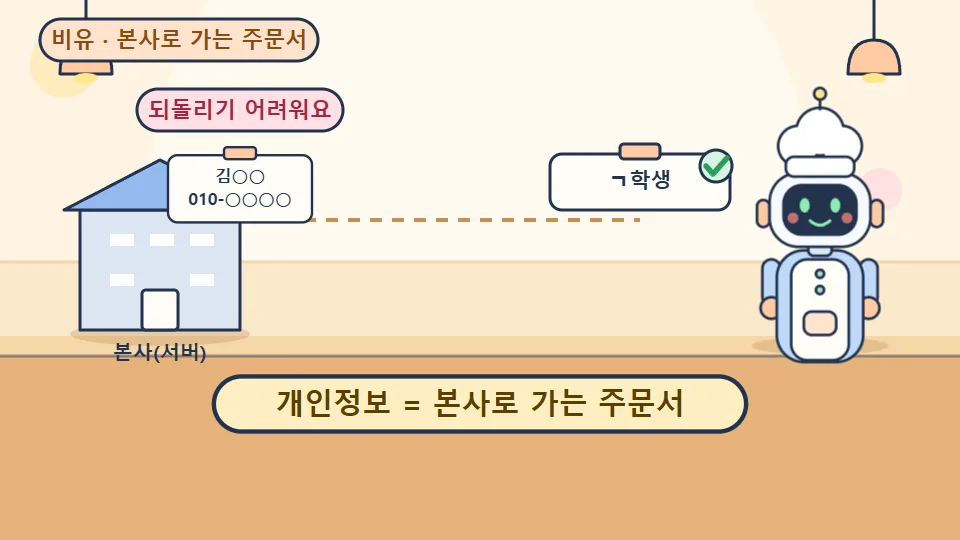 비유 · 본사로 가는 주문서
되돌리기 어려워요
김○○
010-○○○○
ㄱ학생
본사(서버)
개인정보 = 본사로 가는 주문서